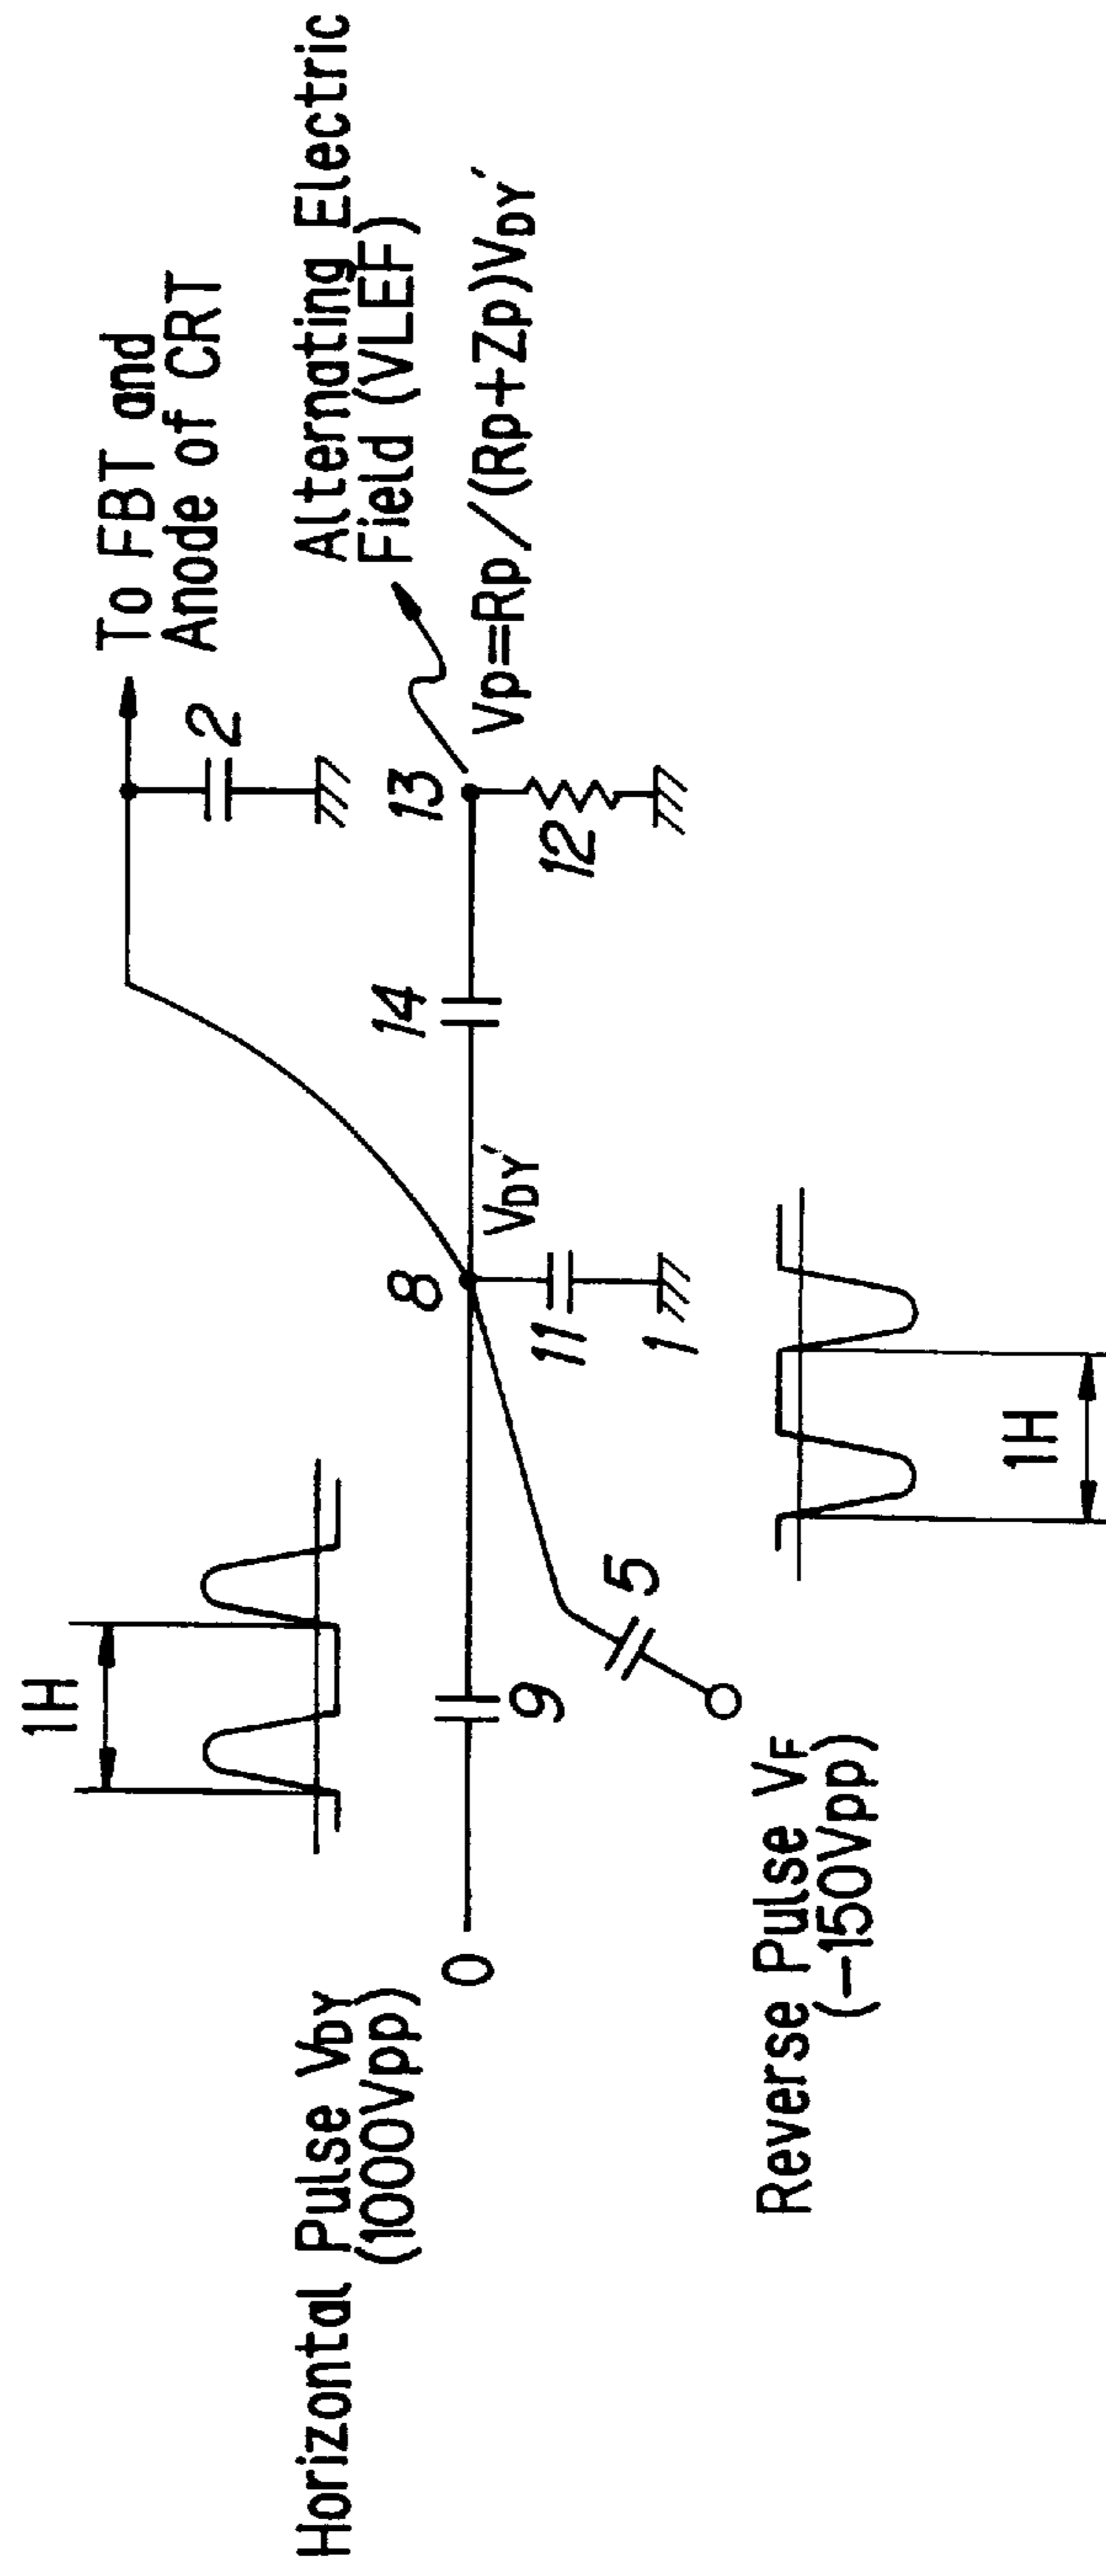 To FBT and
Anode of CRT
1H
2
Alternating Electric
Field (VLEF)
Horizontal Pulse VDY
(1000Vpp)
0
9
8
14
13
VDY′
Vp=Rp/(Rp+Zp)VDY′
12
11
5
1
Reverse Pulse VF
(−150Vpp)
1H